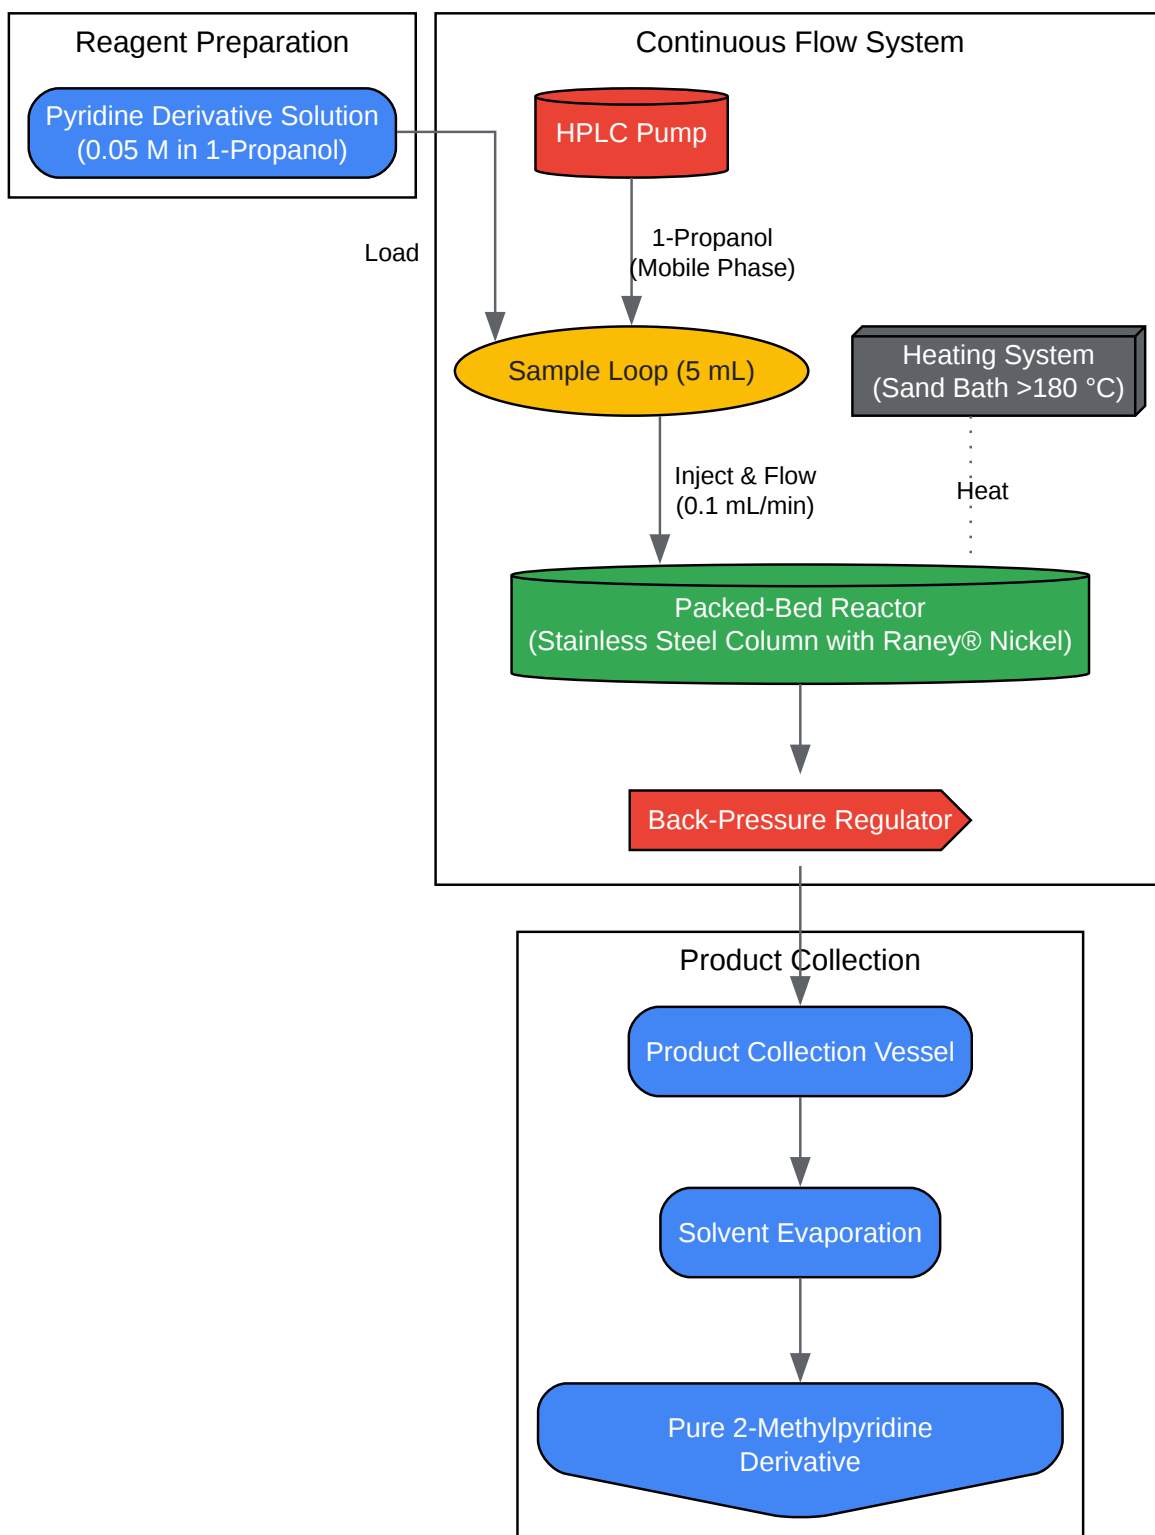 Reagent Preparation
Pyridine Derivative Solution
(0.05 M in 1-Propanol)
Load
Continuous Flow System
HPLC Pump
1-Propanol
(Mobile Phase)
Sample Loop (5 mL)
Heating System
(Sand Bath >180 °C)
Inject & Flow
(0.1 mL/min)
Heat
Packed-Bed Reactor
(Stainless Steel Column with Raney® Nickel)
Back-Pressure Regulator
Product Collection
Product Collection Vessel
Solvent Evaporation
Pure 2-Methylpyridine
Derivative